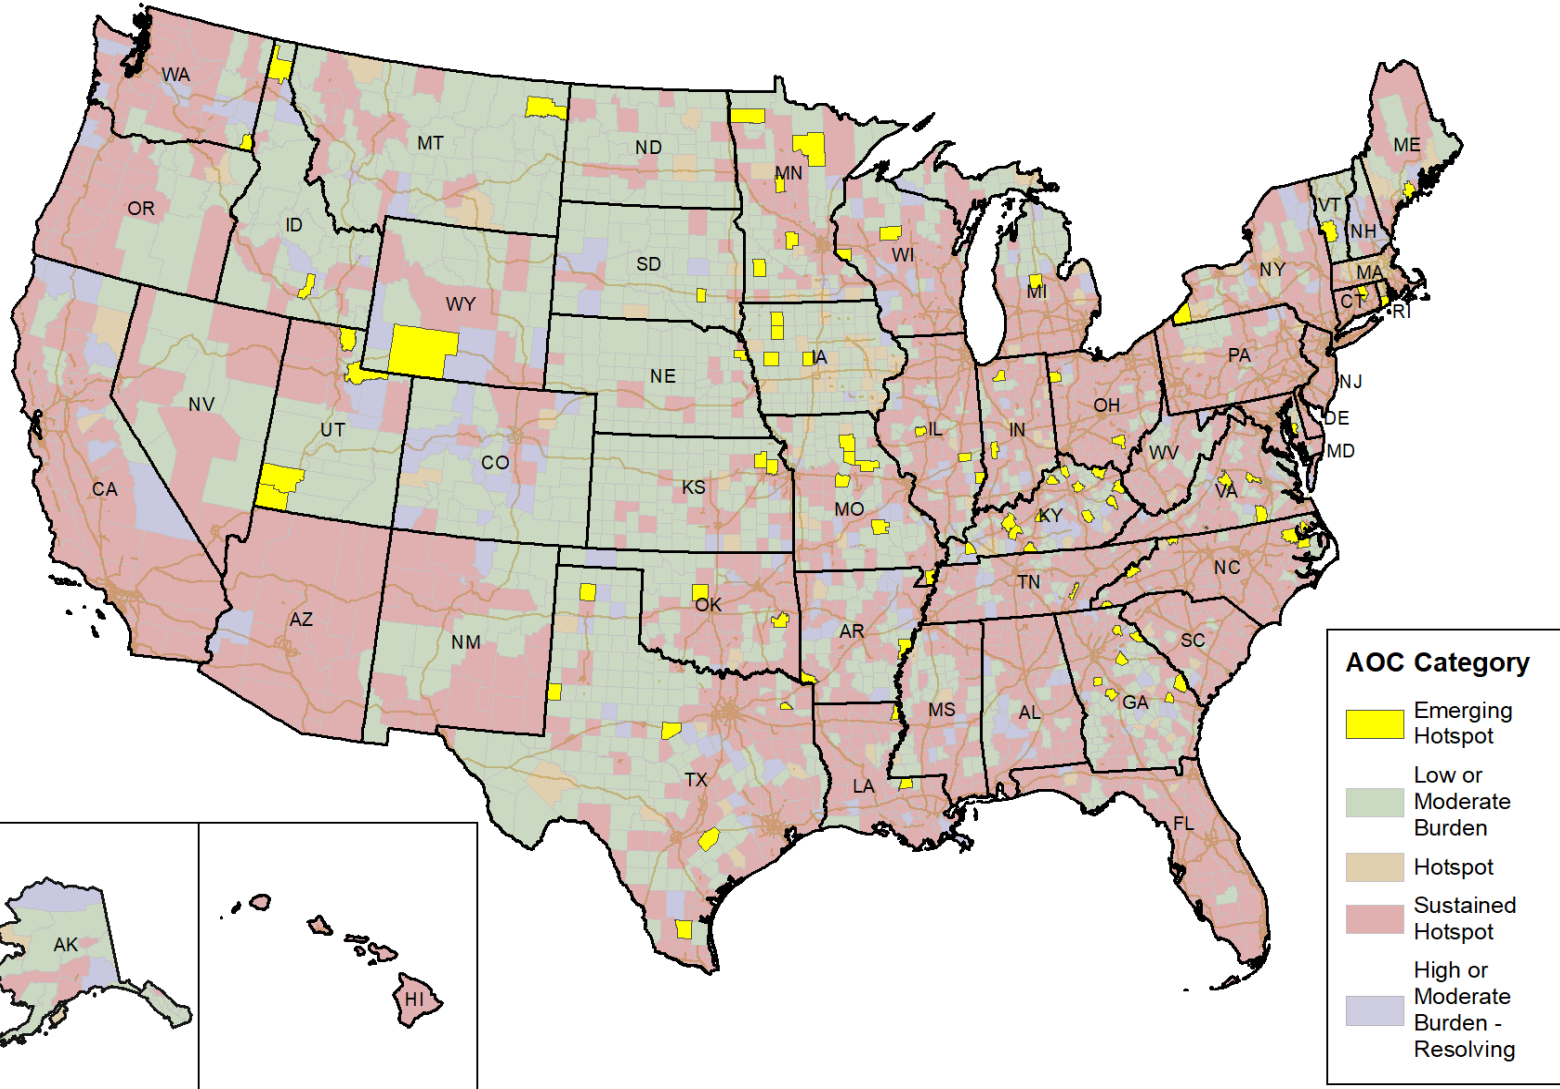 WA
MT
ND
MN
ME
OR
ID
SD
WI
VT
NH
WY
MI
NY
MA
CT
RI
NV
UT
NE
IA
PA
NJ
CA
CO
KS
MO
IL
IN
OH
WV
DE
MD
VA
KY
AZ
NM
OK
AR
TN
NC
SC
TX
LA
MS
AL
GA
FL
AK
HI
AOC Category
Emerging
Hotspot
Low or
Moderate
Burden
Hotspot
Sustained
Hotspot
High or
Moderate
Burden -
Resolving